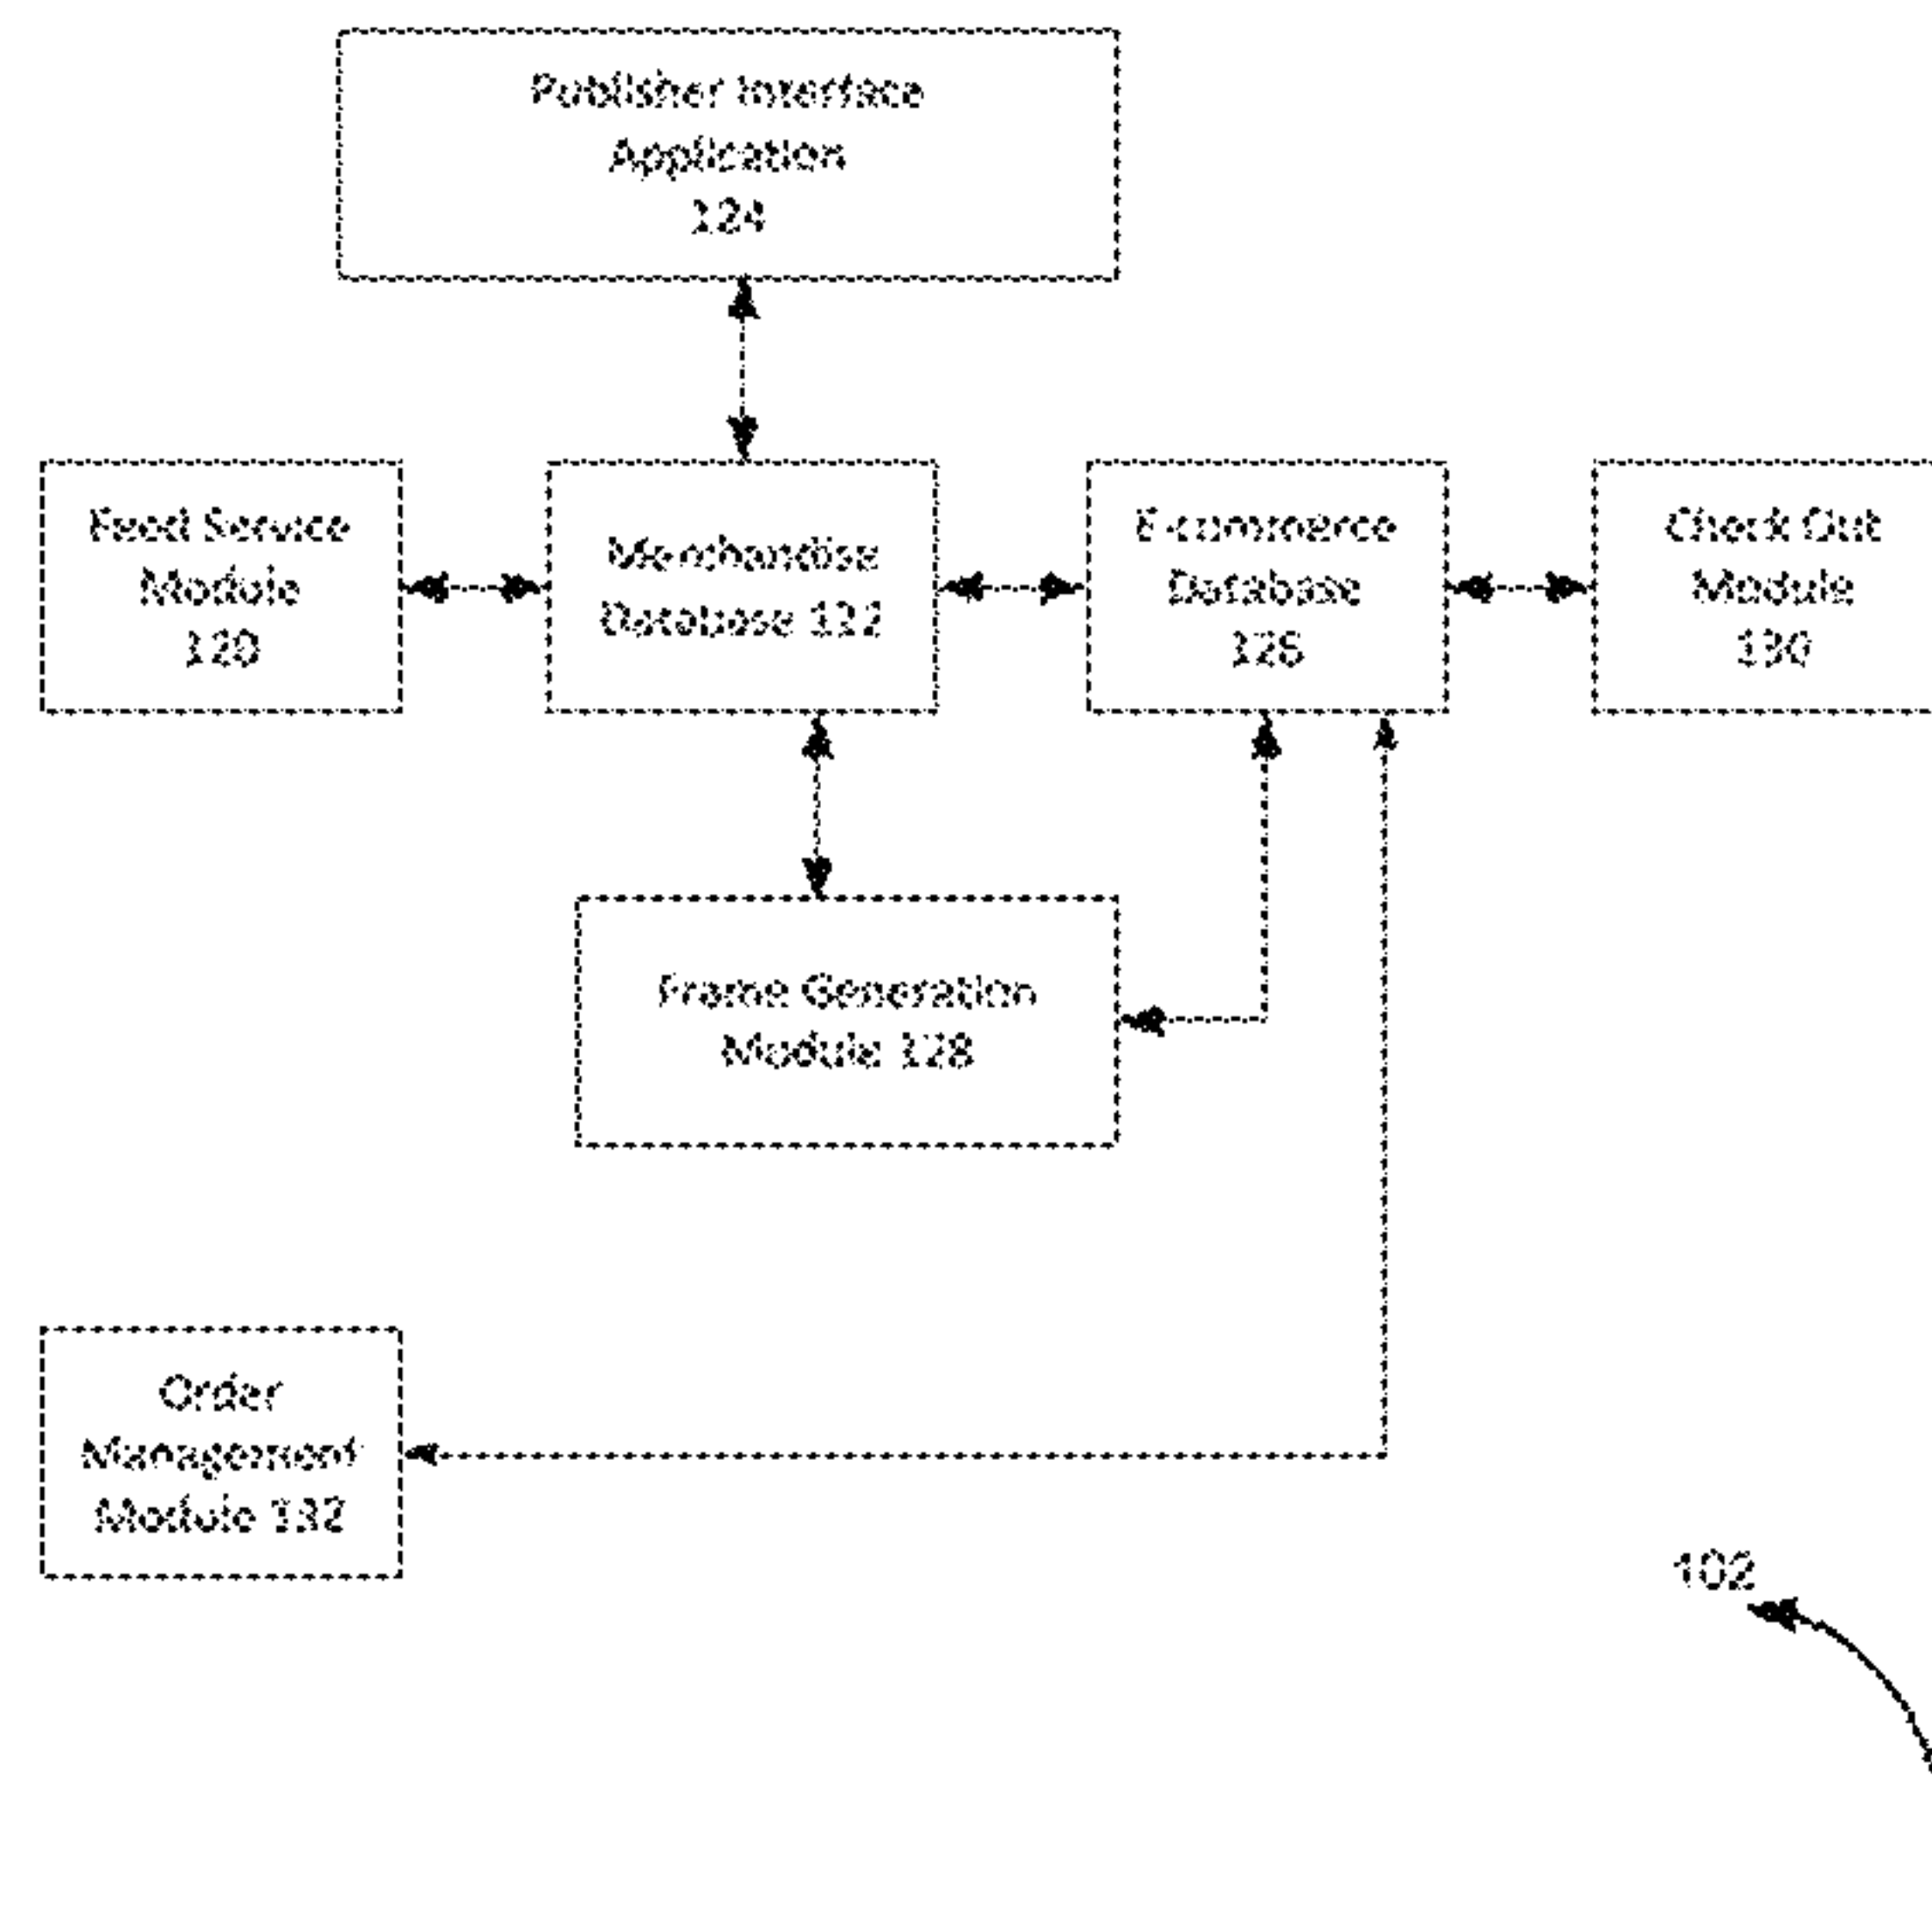 Publisher Interface
Application
124
Feed Service
Module
120
Merchandise
Database 122
E-commerce
Database
126
Check Out
Module
130
Frame Generation
Module 128
Order
Management
Module 132
102